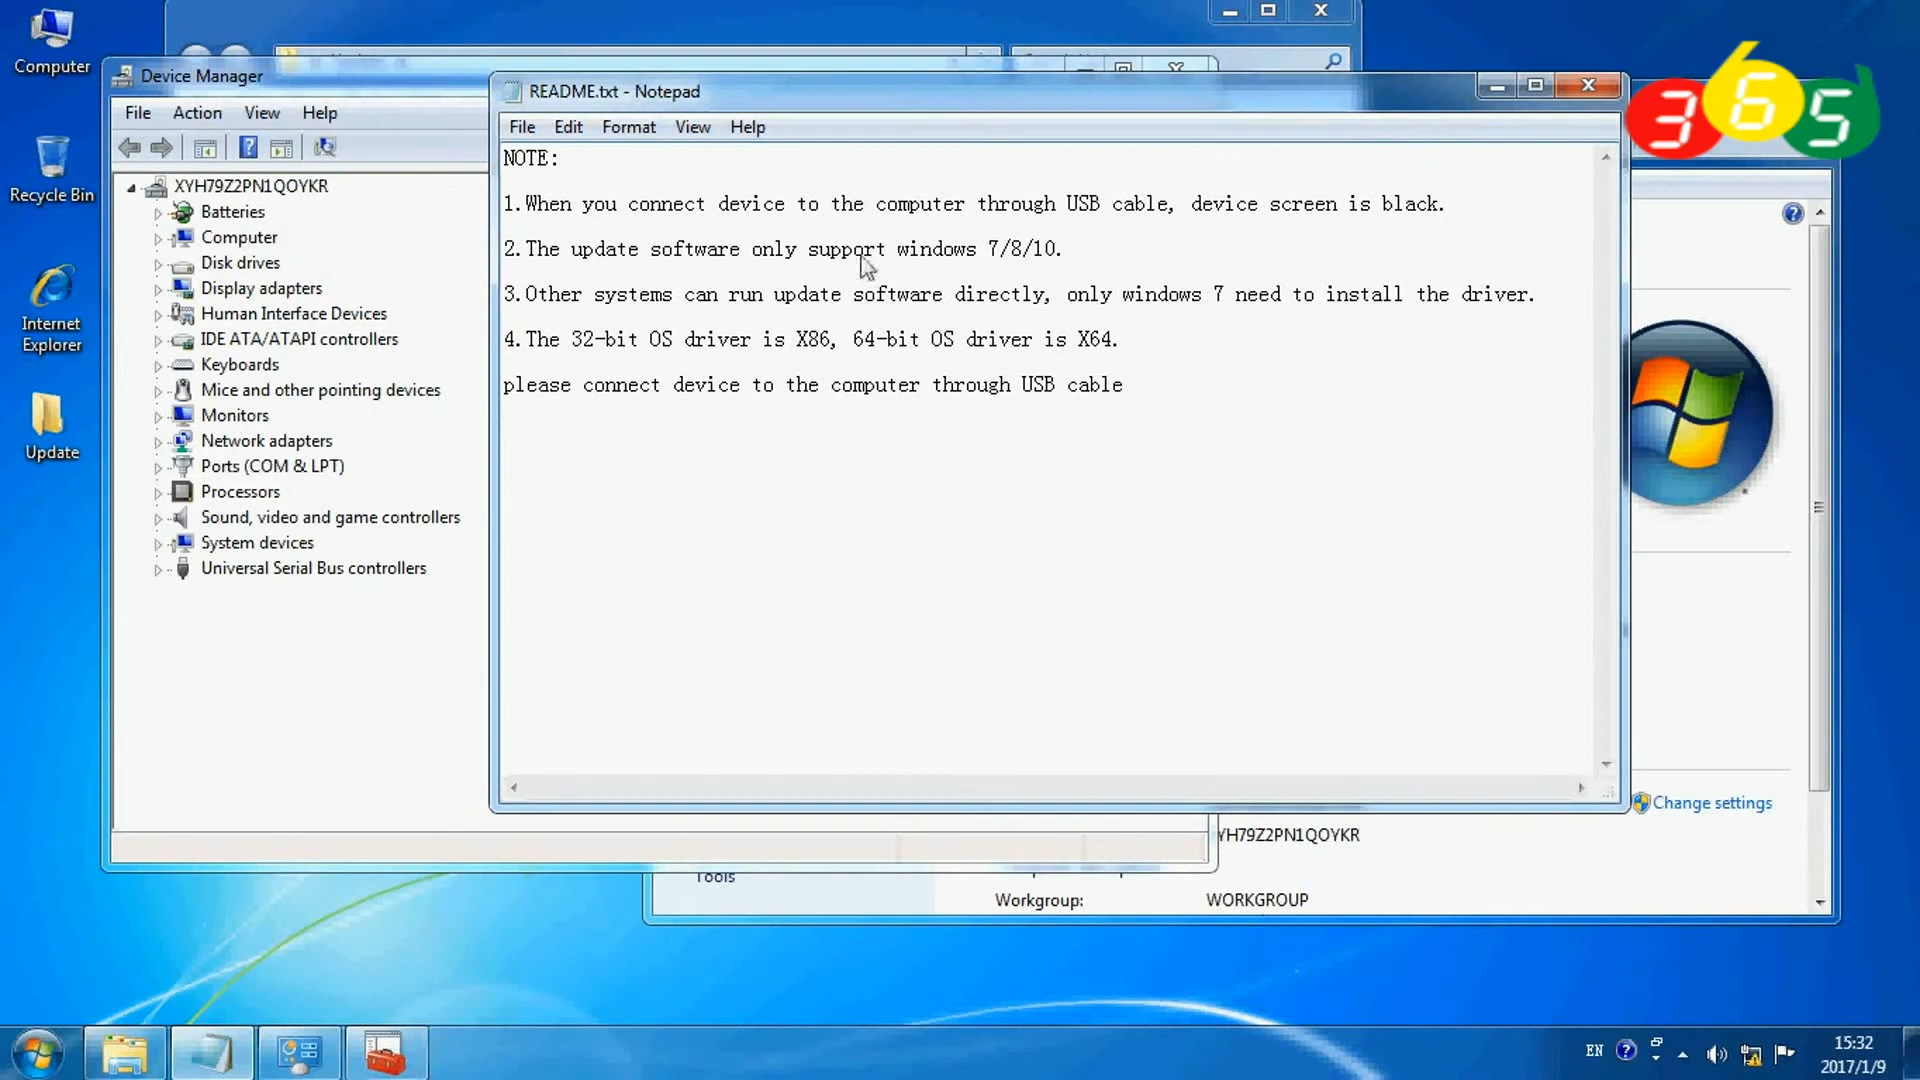 Computer
Recycle Bin
Internet
Explorer
Update
Device Manager
File Action View Help
XYH79Z2PN1QOYKR
Batteries
Computer
Disk drives
Display adapters
Human Interface Devices
IDE ATA/ATAPI controllers
Keyboards
Mice and other pointing devices
Monitors
Network adapters
Ports (COM & LPT)
Processors
Sound, video and game controllers
System devices
Universal Serial Bus controllers
README.txt - Notepad
File Edit Format View Help
NOTE:
1.When you connect device to the computer through USB cable, device screen is black.
2.The update software only support windows 7/8/10.
3.Other systems can run update software directly, only windows 7 need to install the driver.
4.The 32-bit OS driver is X86, 64-bit OS driver is X64.
please connect device to the computer through USB cable
365
Change settings
YH79Z2PN1QOYKR
Tools
Workgroup: WORKGROUP
EN
15:32
2017/1/9